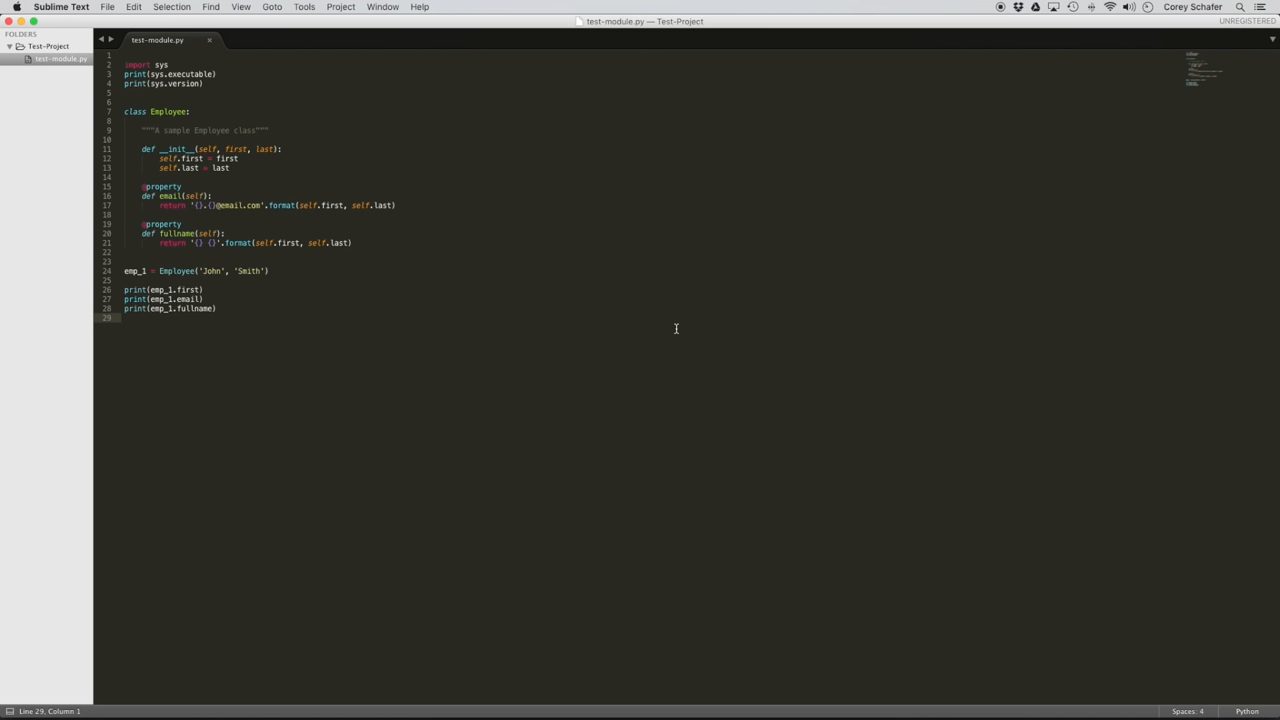 Sublime Text File Edit Selection Find View Goto Tools Project Window Help Corey Schafer
test-module.py — Test-Project UNREGISTERED
FOLDERS
Test-Project
test-module.py
test-module.py ×
1
2 import sys
3 print(sys.executable)
4 print(sys.version)
5
6
7 class Employee:
8
9 """A sample Employee class"""
10
11 def __init__(self, first, last):
12 self.first = first
13 self.last = last
14
15 @property
16 def email(self):
17 return '{}.{}@email.com'.format(self.first, self.last)
18
19 @property
20 def fullname(self):
21 return '{} {}'.format(self.first, self.last)
22
23
24 emp_1 = Employee('John', 'Smith')
25
26 print(emp_1.first)
27 print(emp_1.email)
28 print(emp_1.fullname)
29
Line 29, Column 1 Spaces: 4 Python